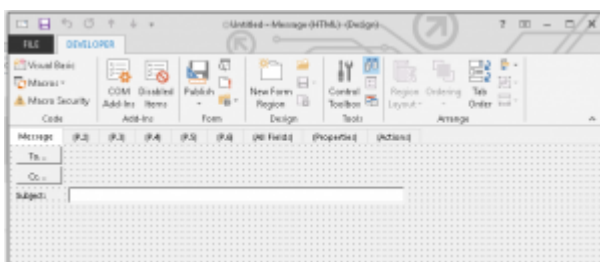 Untitled - Message (HTML) - (Design)
FILE DEVELOPER
Visual Basic
Macros
Macro Security
COM Add-Ins
Disabled Items
Publish
New Form Region
Control Toolbox
Region Layout
Ordering
Tab Order
Code Add-Ins Form Design Tools Arrange
Message (P.2) (P.3) (P.4) (P.5) (P.6) (All Fields) (Properties) (Actions)
To...
Cc...
Subject: